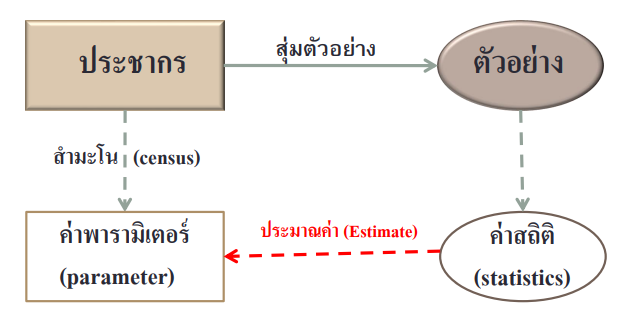 ประชากร
สุ่มตัวอย่าง
ตัวอย่าง
สำมะโน (census)
ค่าพารามิเตอร์
(parameter)
ประมาณค่า (Estimate)
ค่าสถิติ
(statistics)